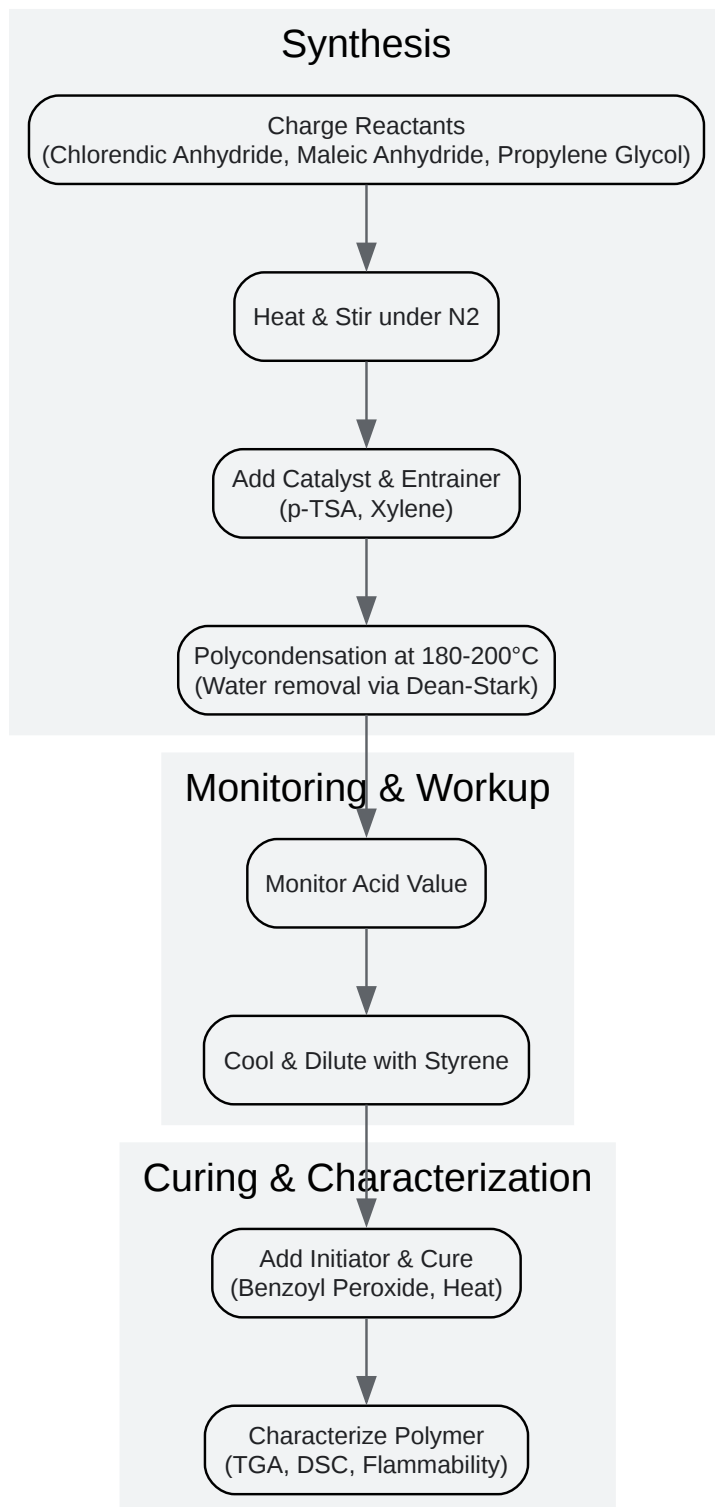 Synthesis
Charge Reactants
(Chlorendic Anhydride, Maleic Anhydride, Propylene Glycol)
Heat & Stir under N2
Add Catalyst & Entrainer
(p-TSA, Xylene)
Polycondensation at 180-200°C
(Water removal via Dean-Stark)
Monitoring & Workup
Monitor Acid Value
Cool & Dilute with Styrene
Curing & Characterization
Add Initiator & Cure
(Benzoyl Peroxide, Heat)
Characterize Polymer
(TGA, DSC, Flammability)